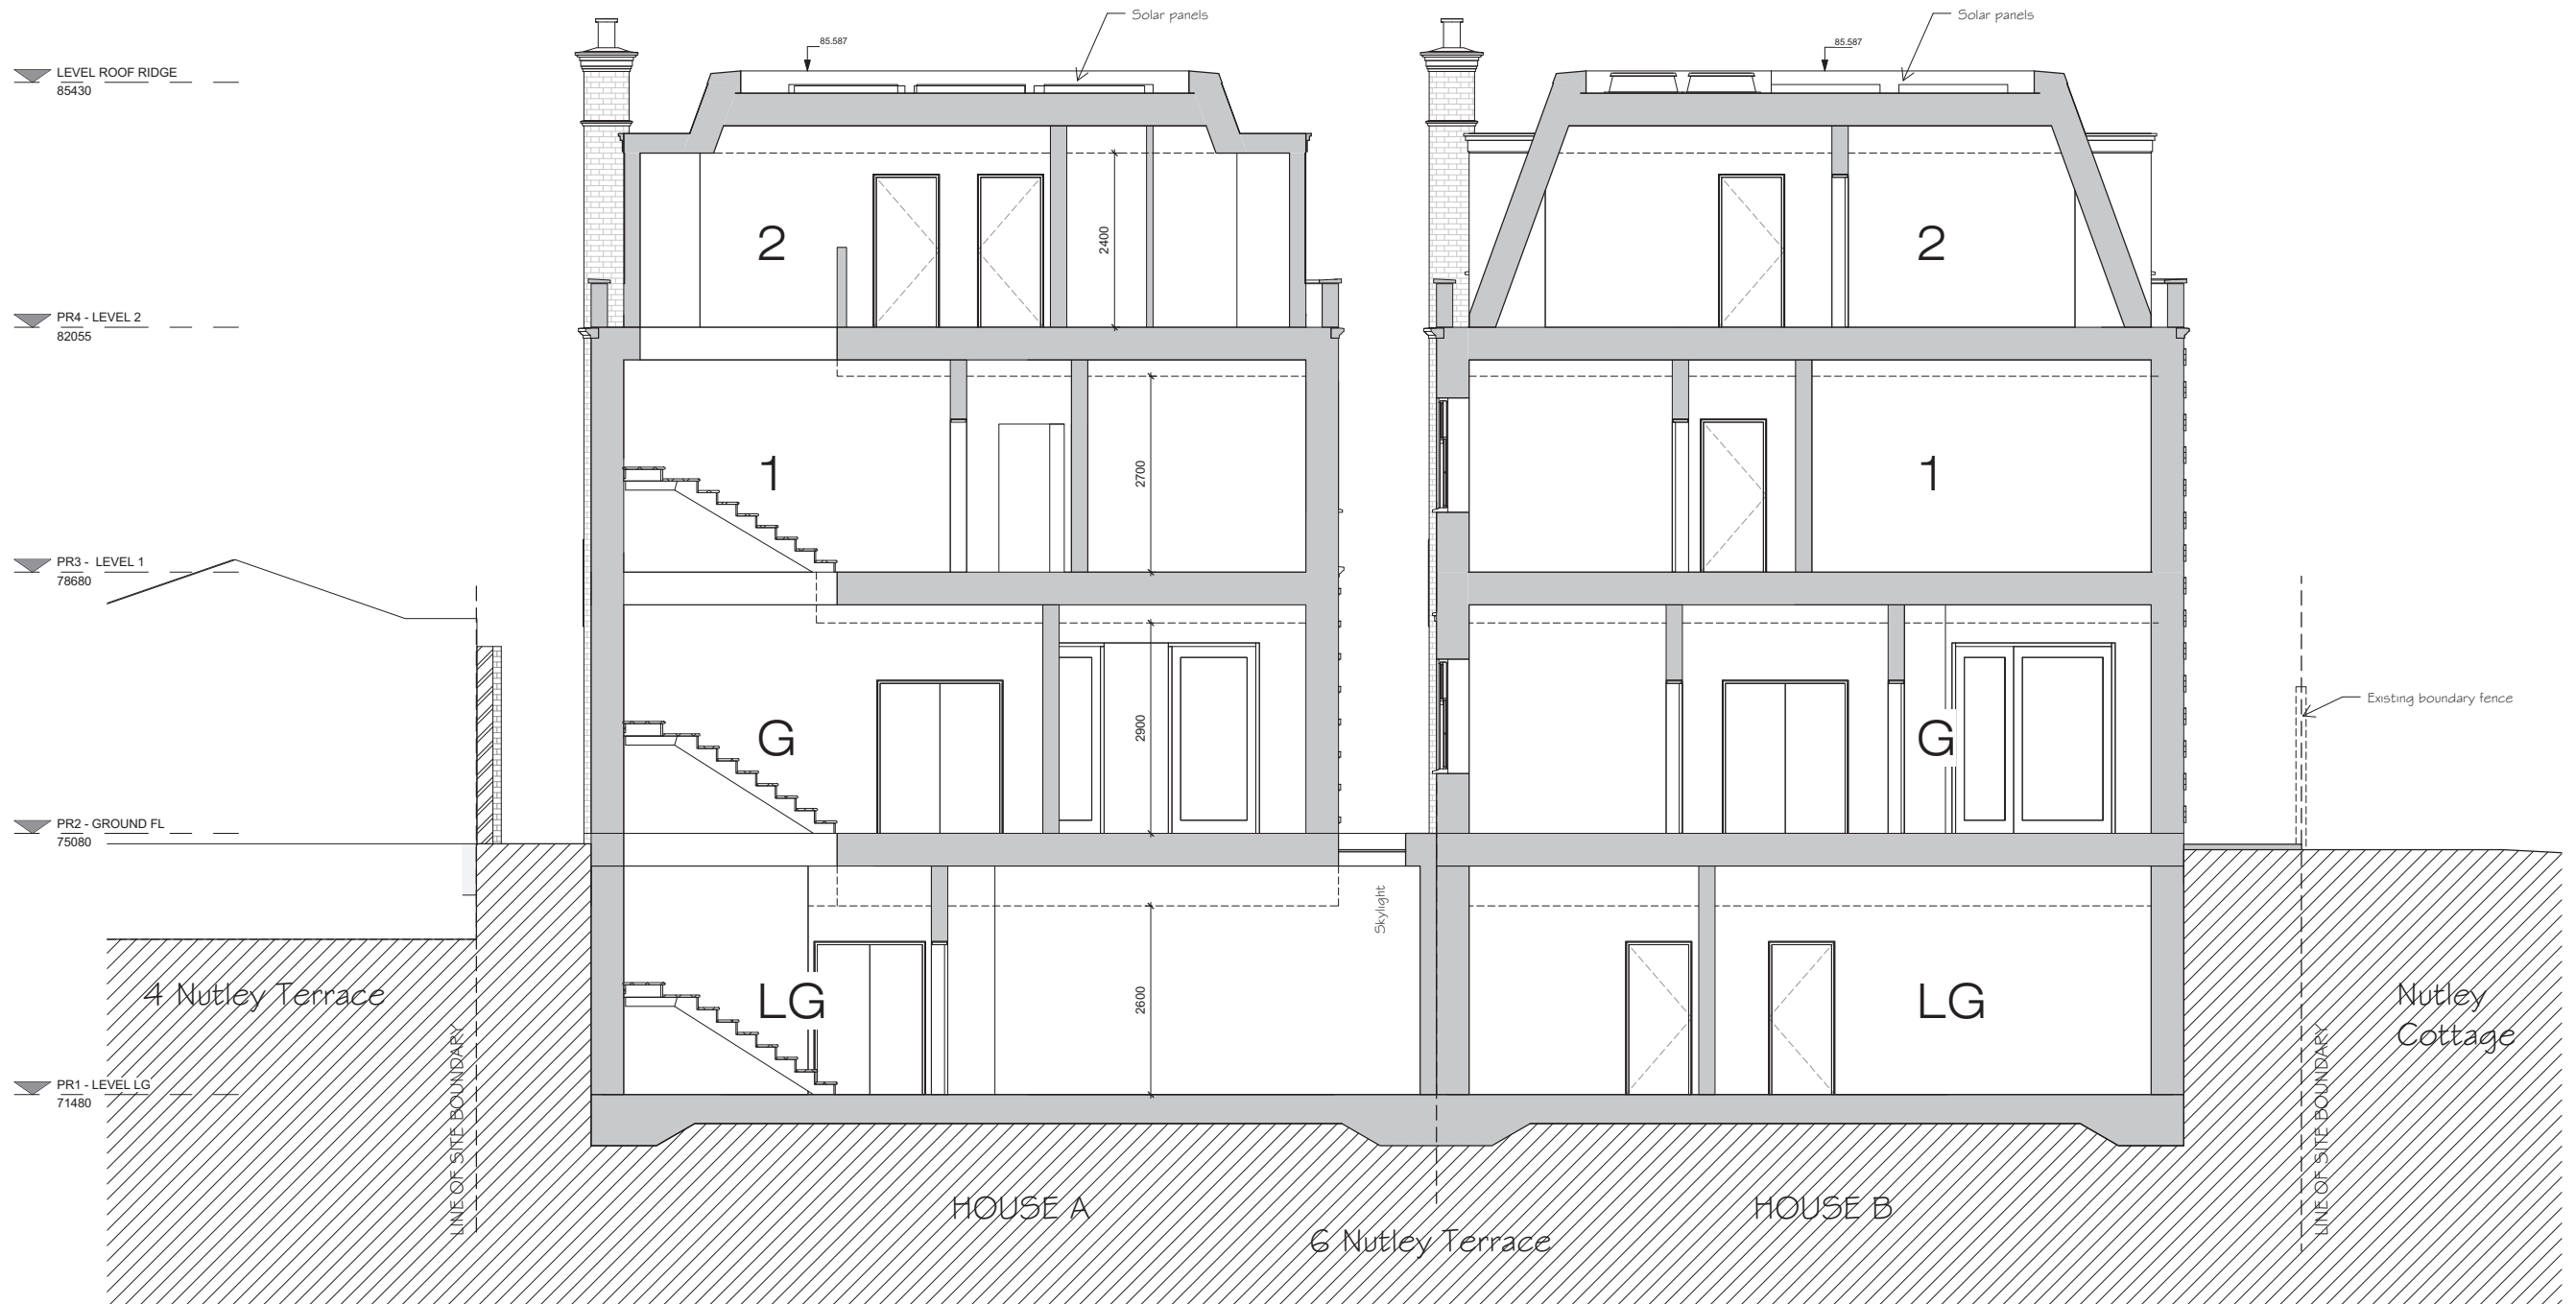 Solar panels
Solar panels
85.587
85.587
LEVEL ROOF RIDGE
85430
2
2400
2
PR4 - LEVEL 2
82055
1
2700
1
PR3 - LEVEL 1
78680
Existing boundary fence
G
2900
G
PR2 - GROUND FL
75080
Skylight
4 Nutley Terrace
LG
2600
LG
Nutley
Cottage
PR1 - LEVEL LG
71480
LINE OF SITE BOUNDARY
LINE OF SITE BOUNDARY
HOUSE A
HOUSE B
6 Nutley Terrace